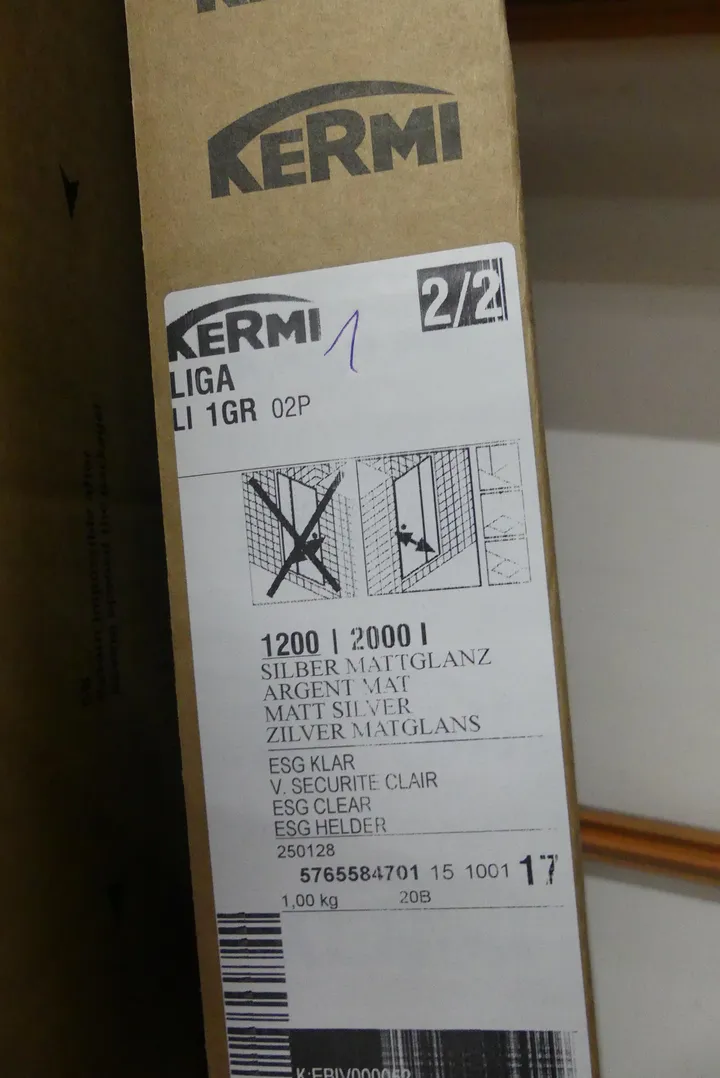 KERMI
KERMI 1 2/2
LIGA
LI 1GR 02P
1200 | 2000 |
SILBER MATTGLANZ
ARGENT MAT
MATT SILVER
ZILVER MATGLANS
ESG KLAR
V. SECURITE CLAIR
ESG CLEAR
ESG HELDER
250128
5765584701 15 1001 17
1,00 kg 20B